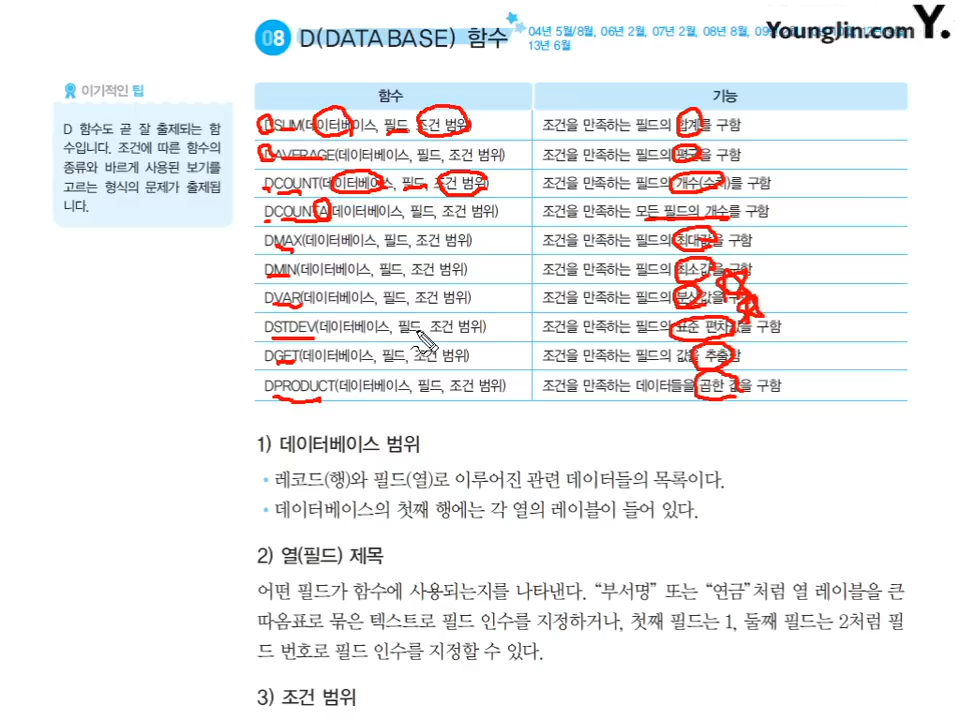 08 D(DATABASE) 함수
04년 5월/8월, 06년 2월, 07년 2월, 08년 8월, 09년
13년 6월
Younglin.com Y.
이기적인 팁
D 함수도 곧 잘 출제되는 함
수입니다. 조건에 따른 함수의
종류와 바르게 사용된 보기를
고르는 형식의 문제가 출제됩
니다.
함수 기능
DSUM(데이터베이스, 필드, 조건 범위) 조건을 만족하는 필드의 합계를 구함
DAVERAGE(데이터베이스, 필드, 조건 범위) 조건을 만족하는 필드의 평균을 구함
DCOUNT(데이터베이스, 필드, 조건 범위) 조건을 만족하는 필드의 개수(수치)를 구함
DCOUNTA(데이터베이스, 필드, 조건 범위) 조건을 만족하는 모든 필드의 개수를 구함
DMAX(데이터베이스, 필드, 조건 범위) 조건을 만족하는 필드의 최대값을 구함
DMIN(데이터베이스, 필드, 조건 범위) 조건을 만족하는 필드의 최소값을 구함
DVAR(데이터베이스, 필드, 조건 범위) 조건을 만족하는 필드의 분산값을 구함
DSTDEV(데이터베이스, 필드, 조건 범위) 조건을 만족하는 필드의 표준 편차값을 구함
DGET(데이터베이스, 필드, 조건 범위) 조건을 만족하는 필드의 값을 추출함
DPRODUCT(데이터베이스, 필드, 조건 범위) 조건을 만족하는 데이터들을 곱한 값을 구함
1) 데이터베이스 범위
• 레코드(행)와 필드(열)로 이루어진 관련 데이터들의 목록이다.
• 데이터베이스의 첫째 행에는 각 열의 레이블이 들어 있다.
2) 열(필드) 제목
어떤 필드가 함수에 사용되는지를 나타낸다. “부서명” 또는 “연금”처럼 열 레이블을 큰
따옴표로 묶은 텍스트로 필드 인수를 지정하거나, 첫째 필드는 1, 둘째 필드는 2처럼 필
드 번호로 필드 인수를 지정할 수 있다.
3) 조건 범위